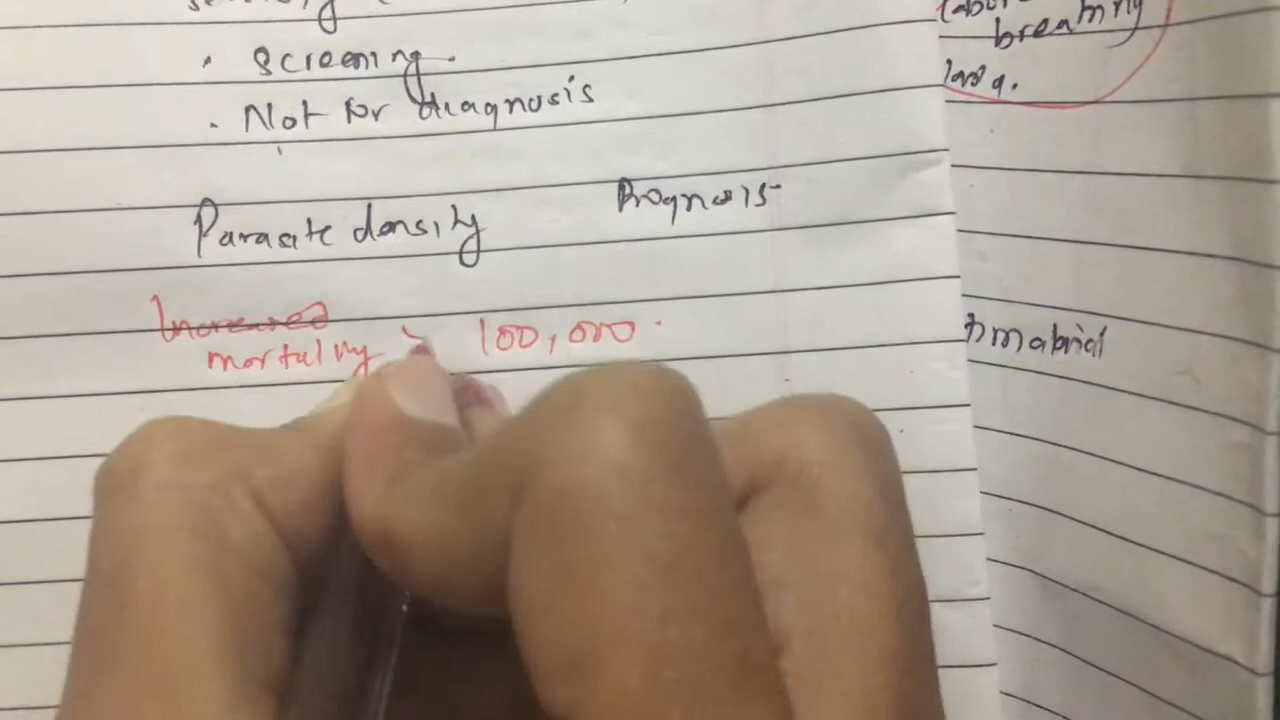 . Screening.
. Not for diagnosis
Parasite density Prognosis
Increased
mortality > 100,000.
breathing